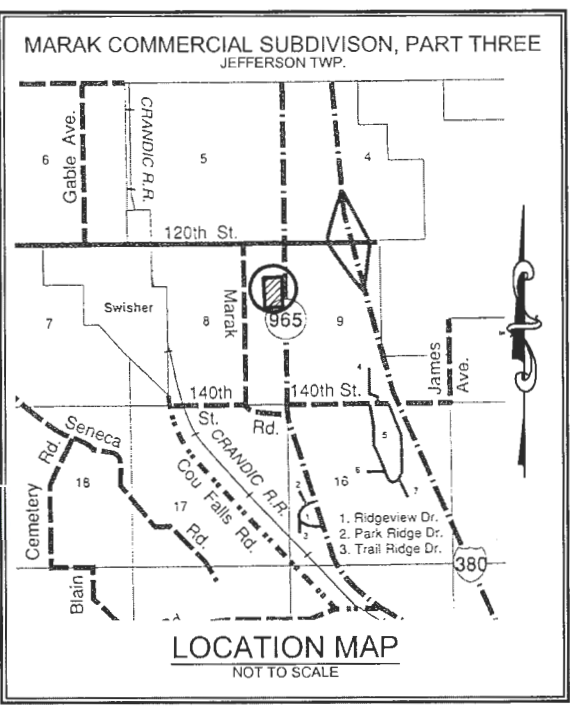 MARAK COMMERCIAL SUBDIVISON, PART THREE
JEFFERSON TWP.
6
Gable Ave.
CRANDIC R.R.
5
4
120th St.
Swisher
7
8
Marak
Rd.
965
9
James
Ave.
4
140th
St.
140th St.
Seneca
Rd.
CRANDIC R.R.
Cou Falls Rd.
Cemetery
Rd.
18
17
16
5
6
7
2
1
3
1. Ridgeview Dr.
2. Park Ridge Dr.
3. Trail Ridge Dr.
380
Blain
LOCATION MAP
NOT TO SCALE